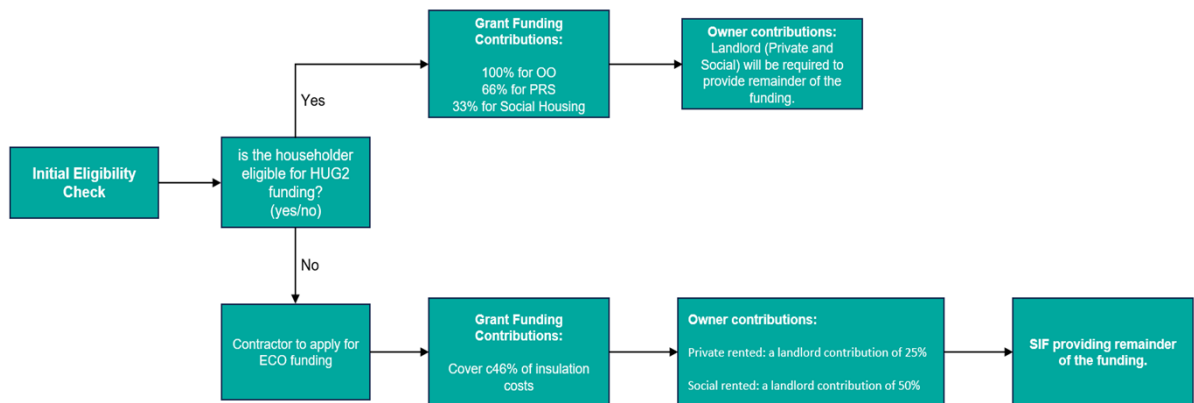 Grant Funding
Contributions:
100% for OO
66% for PRS
33% for Social Housing
Owner contributions:
Landlord (Private and
Social) will be required to
provide remainder of the
funding.
Yes
Initial Eligibility
Check
is the householder
eligible for HUG2
funding?
(yes/no)
No
Contractor to apply for
ECO funding
Grant Funding
Contributions:
Cover c46% of insulation
costs
Owner contributions:
Private rented: a landlord contribution of 25%
Social rented: a landlord contribution of 50%
SIF providing remainder
of the funding.